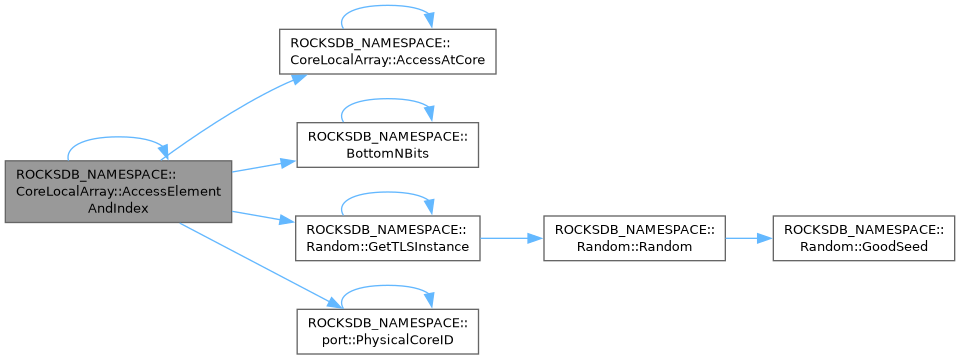 ROCKSDB_NAMESPACE::
CoreLocalArray::AccessElement
AndIndex
ROCKSDB_NAMESPACE::
CoreLocalArray::AccessAtCore
ROCKSDB_NAMESPACE::
BottomNBits
ROCKSDB_NAMESPACE::
Random::GetTLSInstance
ROCKSDB_NAMESPACE::
Random::Random
ROCKSDB_NAMESPACE::
Random::GoodSeed
ROCKSDB_NAMESPACE::
port::PhysicalCoreID